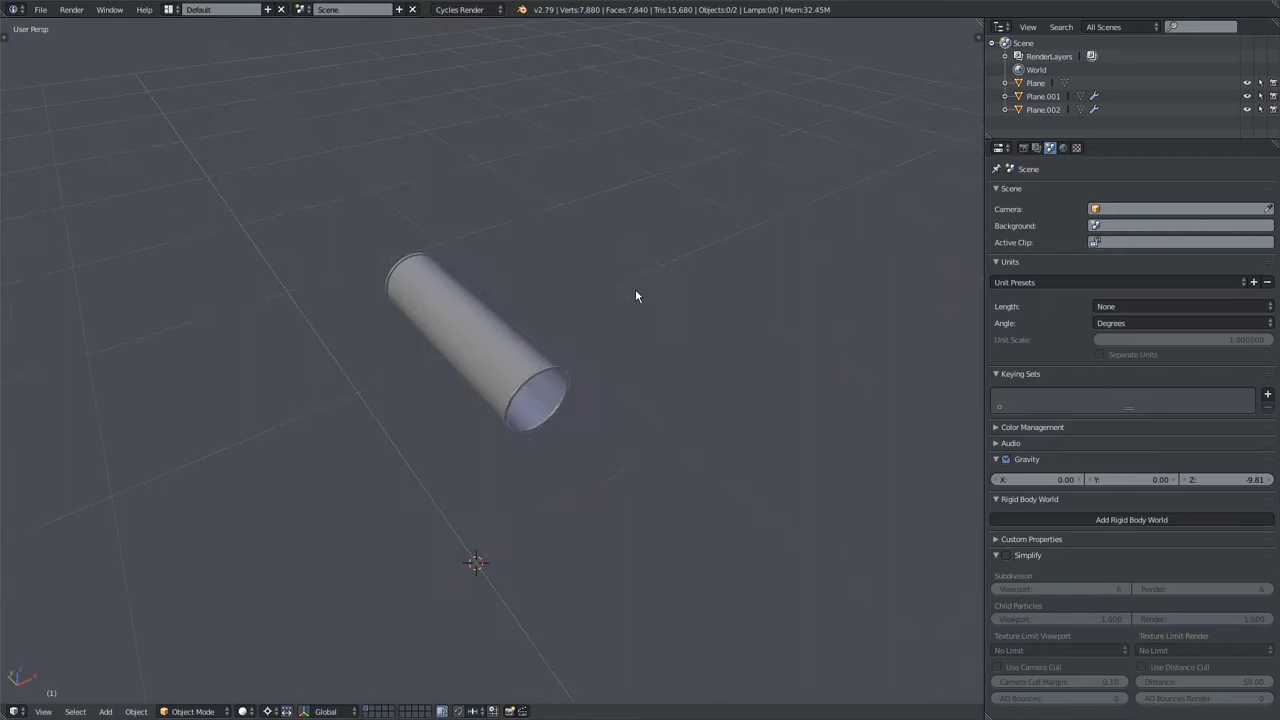 File Render Window Help Default Scene Cycles Render v2.79 | Verts:7,880 | Faces:7,840 | Tris:15,680 | Objects:0/2 | Lamps:0/0 | Mem:32.45M
User Persp
View Search All Scenes
Scene
RenderLayers
World
Plane
Plane.001
Plane.002
Scene
Scene
Camera:
Background:
Active Clip:
Units
Unit Presets
Length: None
Angle: Degrees
Unit Scale: 1.000000
Separate Units
Keying Sets
Color Management
Audio
Gravity
X: 0.00 Y: 0.00 Z: -9.81
Rigid Body World
Add Rigid Body World
Custom Properties
Simplify
Subdivision
Viewport: 6 Render: 6
Child Particles
Viewport: 1.000 Render: 1.000
Texture Limit Viewport Texture Limit Render
No Limit No Limit
Use Camera Cull Use Distance Cull
Camera Cull Margin: 0.10 Distance: 50.00
AO Bounces: 0 AO Bounces Render: 0
(1)
View Select Add Object Object Mode Global